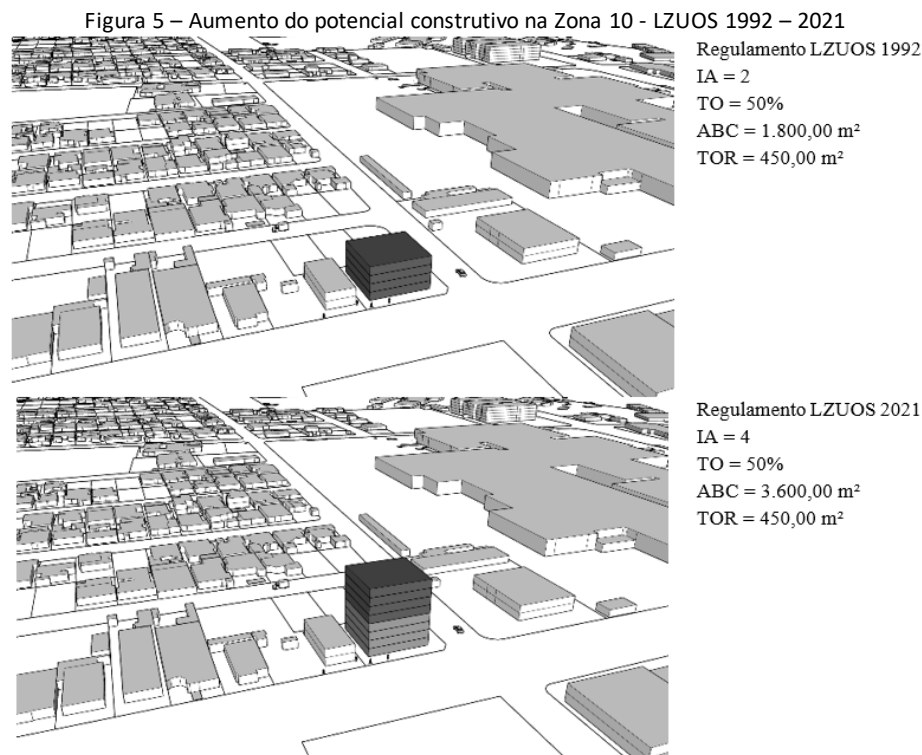 Figura 5 – Aumento do potencial construtivo na Zona 10 - LZUOS 1992 – 2021
Regulamento LZUOS 1992
IA = 2
TO = 50%
ABC = 1.800,00 m²
TOR = 450,00 m²
Regulamento LZUOS 2021
IA = 4
TO = 50%
ABC = 3.600,00 m²
TOR = 450,00 m²